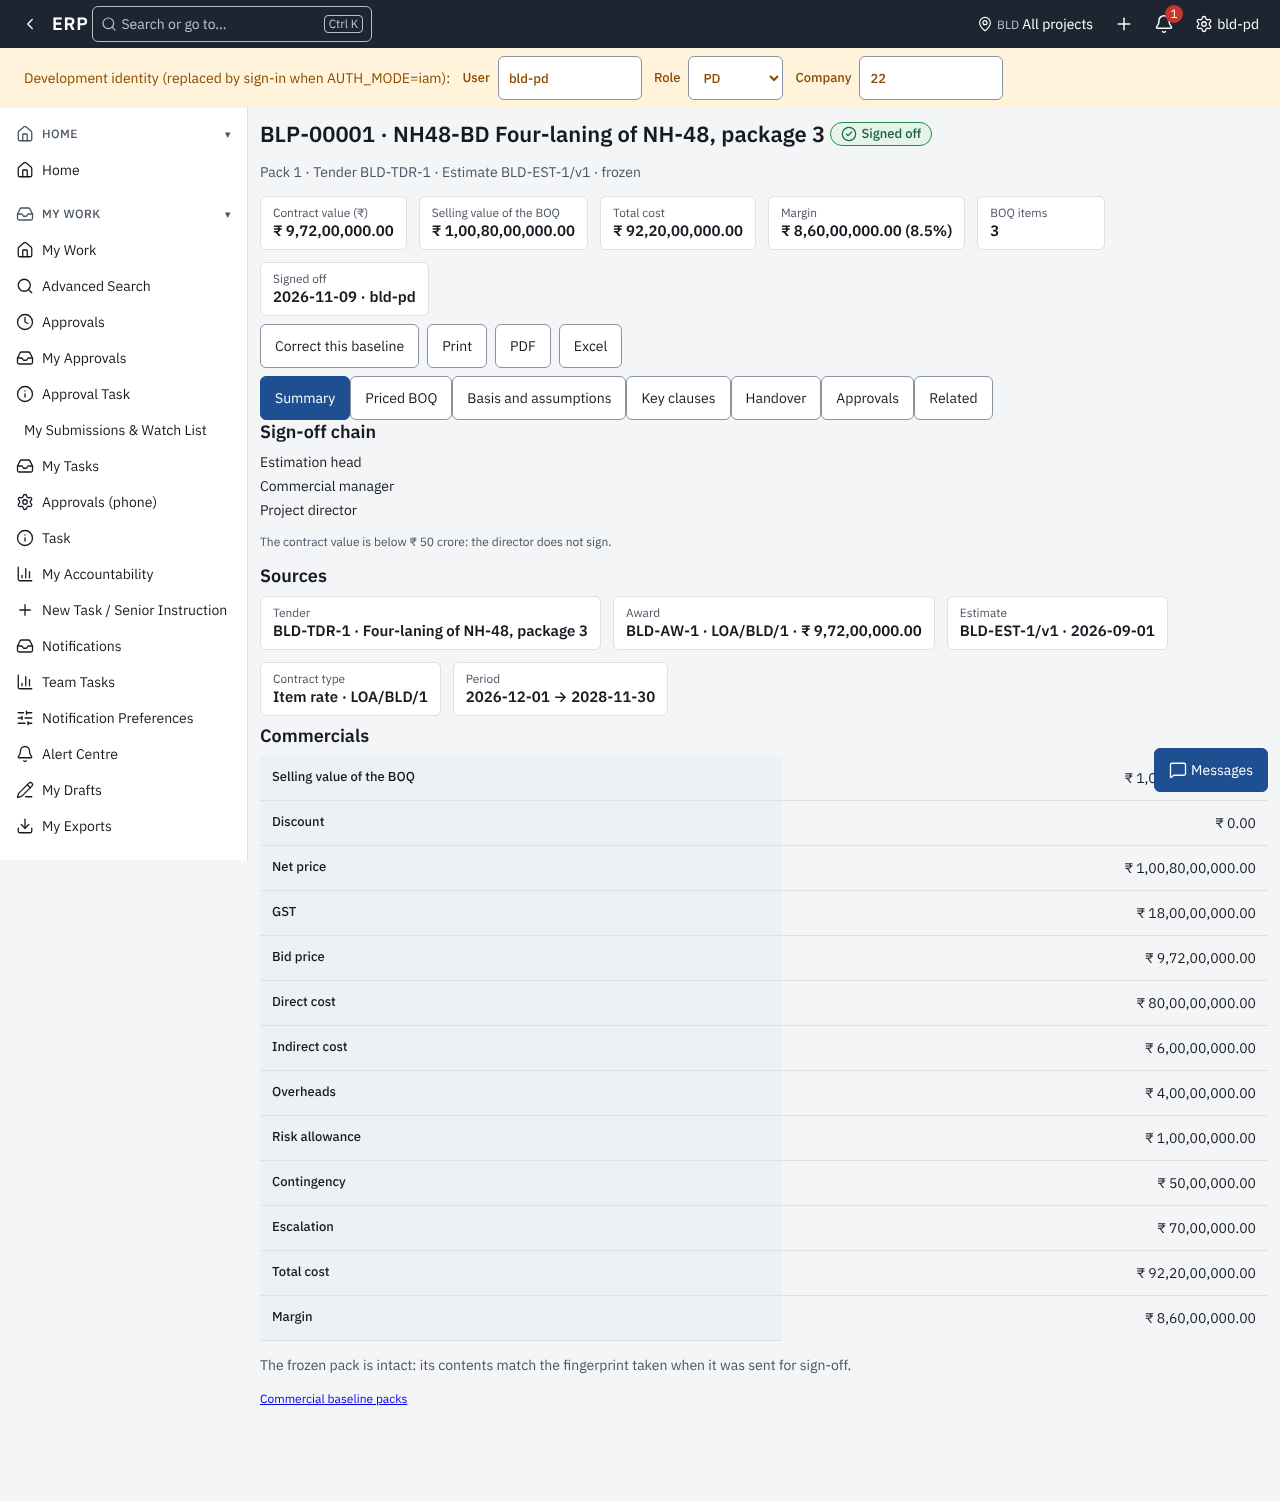 ERP
Search or go to...
Ctrl K
BLD All projects
1
bld-pd
Development identity (replaced by sign-in when AUTH_MODE=iam):
User
bld-pd
Role
PD
Company
22
HOME
Home
MY WORK
My Work
Advanced Search
Approvals
My Approvals
Approval Task
My Submissions & Watch List
My Tasks
Approvals (phone)
Task
My Accountability
New Task / Senior Instruction
Notifications
Team Tasks
Notification Preferences
Alert Centre
My Drafts
My Exports
BLP-00001 · NH48-BD Four-laning of NH-48, package 3
Signed off
Pack 1 · Tender BLD-TDR-1 · Estimate BLD-EST-1/v1 · frozen
Contract value (₹)
₹ 9,72,00,000.00
Selling value of the BOQ
₹ 1,00,80,00,000.00
Total cost
₹ 92,20,00,000.00
Margin
₹ 8,60,00,000.00 (8.5%)
BOQ items
3
Signed off
2026-11-09 · bld-pd
Correct this baseline
Print
PDF
Excel
Summary
Priced BOQ
Basis and assumptions
Key clauses
Handover
Approvals
Related
Sign-off chain
Estimation head
Commercial manager
Project director
The contract value is below ₹ 50 crore: the director does not sign.
Sources
Tender
BLD-TDR-1 · Four-laning of NH-48, package 3
Award
BLD-AW-1 · LOA/BLD/1 · ₹ 9,72,00,000.00
Estimate
BLD-EST-1/v1 · 2026-09-01
Contract type
Item rate · LOA/BLD/1
Period
2026-12-01 → 2028-11-30
Commercials
Selling value of the BOQ
₹ 1,0
Messages
Discount
₹ 0.00
Net price
₹ 1,00,80,00,000.00
GST
₹ 18,00,00,000.00
Bid price
₹ 9,72,00,000.00
Direct cost
₹ 80,00,00,000.00
Indirect cost
₹ 6,00,00,000.00
Overheads
₹ 4,00,00,000.00
Risk allowance
₹ 1,00,00,000.00
Contingency
₹ 50,00,000.00
Escalation
₹ 70,00,000.00
Total cost
₹ 92,20,00,000.00
Margin
₹ 8,60,00,000.00
The frozen pack is intact: its contents match the fingerprint taken when it was sent for sign-off.
Commercial baseline packs